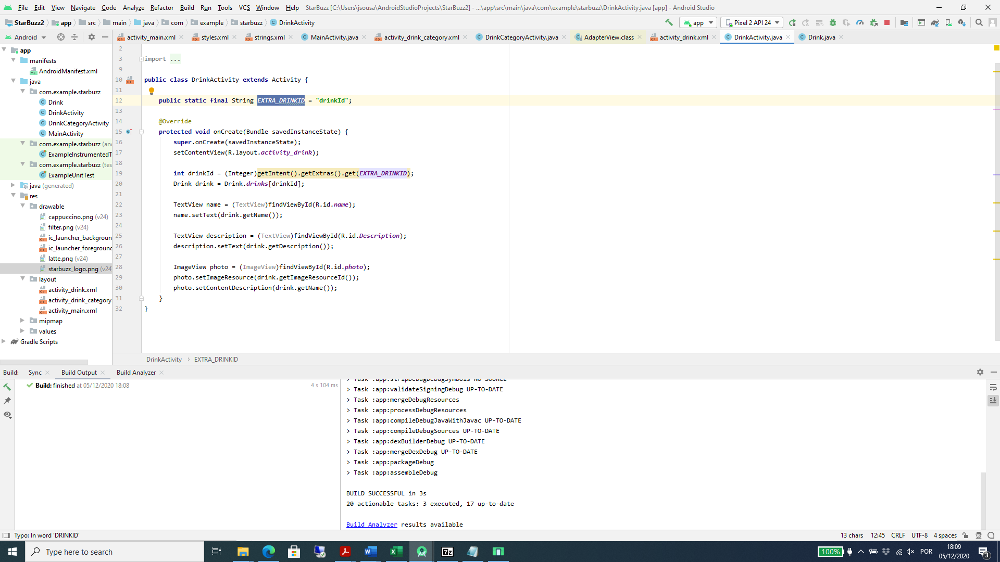 File Edit View Navigate Code Analyze Refactor Build Run Tools VCS Window Help StarBuzz [C:\Users\jsousa\AndroidStudioProjects\StarBuzz2] - ...\app\src\main\java\com\example\starbuzz\DrinkActivity.java [app] - Android Studio
StarBuzz2 app src main java com example starbuzz DrinkActivity app Pixel 2 API 24
Android activity_main.xml styles.xml strings.xml MainActivity.java activity_drink_category.xml DrinkCategoryActivity.java AdapterView.class activity_drink.xml DrinkActivity.java Drink.java
app
manifests
AndroidManifest.xml
java
com.example.starbuzz
Drink
DrinkActivity
DrinkCategoryActivity
MainActivity
com.example.starbuzz (an
ExampleInstrumentedT
com.example.starbuzz (tes
ExampleUnitTest
java (generated)
res
drawable
cappuccino.png (v24)
filter.png (v24)
ic_launcher_backgroun
ic_launcher_foreground
latte.png (v24)
starbuzz_logo.png (v24
layout
activity_drink.xml
activity_drink_category
activity_main.xml
mipmap
values
Gradle Scripts
2
3 import ...
9
10 public class DrinkActivity extends Activity {
11
12 public static final String EXTRA_DRINKID = "drinkId";
13
14 @Override
15 protected void onCreate(Bundle savedInstanceState) {
16 super.onCreate(savedInstanceState);
17 setContentView(R.layout.activity_drink);
18
19 int drinkId = (Integer)getIntent().getExtras().get(EXTRA_DRINKID);
20 Drink drink = Drink.drinks[drinkId];
21
22 TextView name = (TextView)findViewById(R.id.name);
23 name.setText(drink.getName());
24
25 TextView description = (TextView)findViewById(R.id.Description);
26 description.setText(drink.getDescription());
27
28 ImageView photo = (ImageView)findViewById(R.id.photo);
29 photo.setImageResource(drink.getImageResourceId());
30 photo.setContentDescription(drink.getName());
31 }
32 }
DrinkActivity › EXTRA_DRINKID
Build: Sync Build Output Build Analyzer
Build: finished at 05/12/2020 18:08 4 s 104 ms
> Task :app:stripDebugDebugSymbols NO-SOURCE
> Task :app:validateSigningDebug UP-TO-DATE
> Task :app:mergeDebugResources
> Task :app:processDebugResources
> Task :app:compileDebugJavaWithJavac UP-TO-DATE
> Task :app:compileDebugSources UP-TO-DATE
> Task :app:dexBuilderDebug UP-TO-DATE
> Task :app:mergeDexDebug UP-TO-DATE
> Task :app:packageDebug
> Task :app:assembleDebug
BUILD SUCCESSFUL in 3s
20 actionable tasks: 3 executed, 17 up-to-date
Build Analyzer results available
Typo: In word 'DRINKID' 13 chars 12:45 CRLF UTF-8 4 spaces
Type here to search 100% POR 18:09
05/12/2020 3